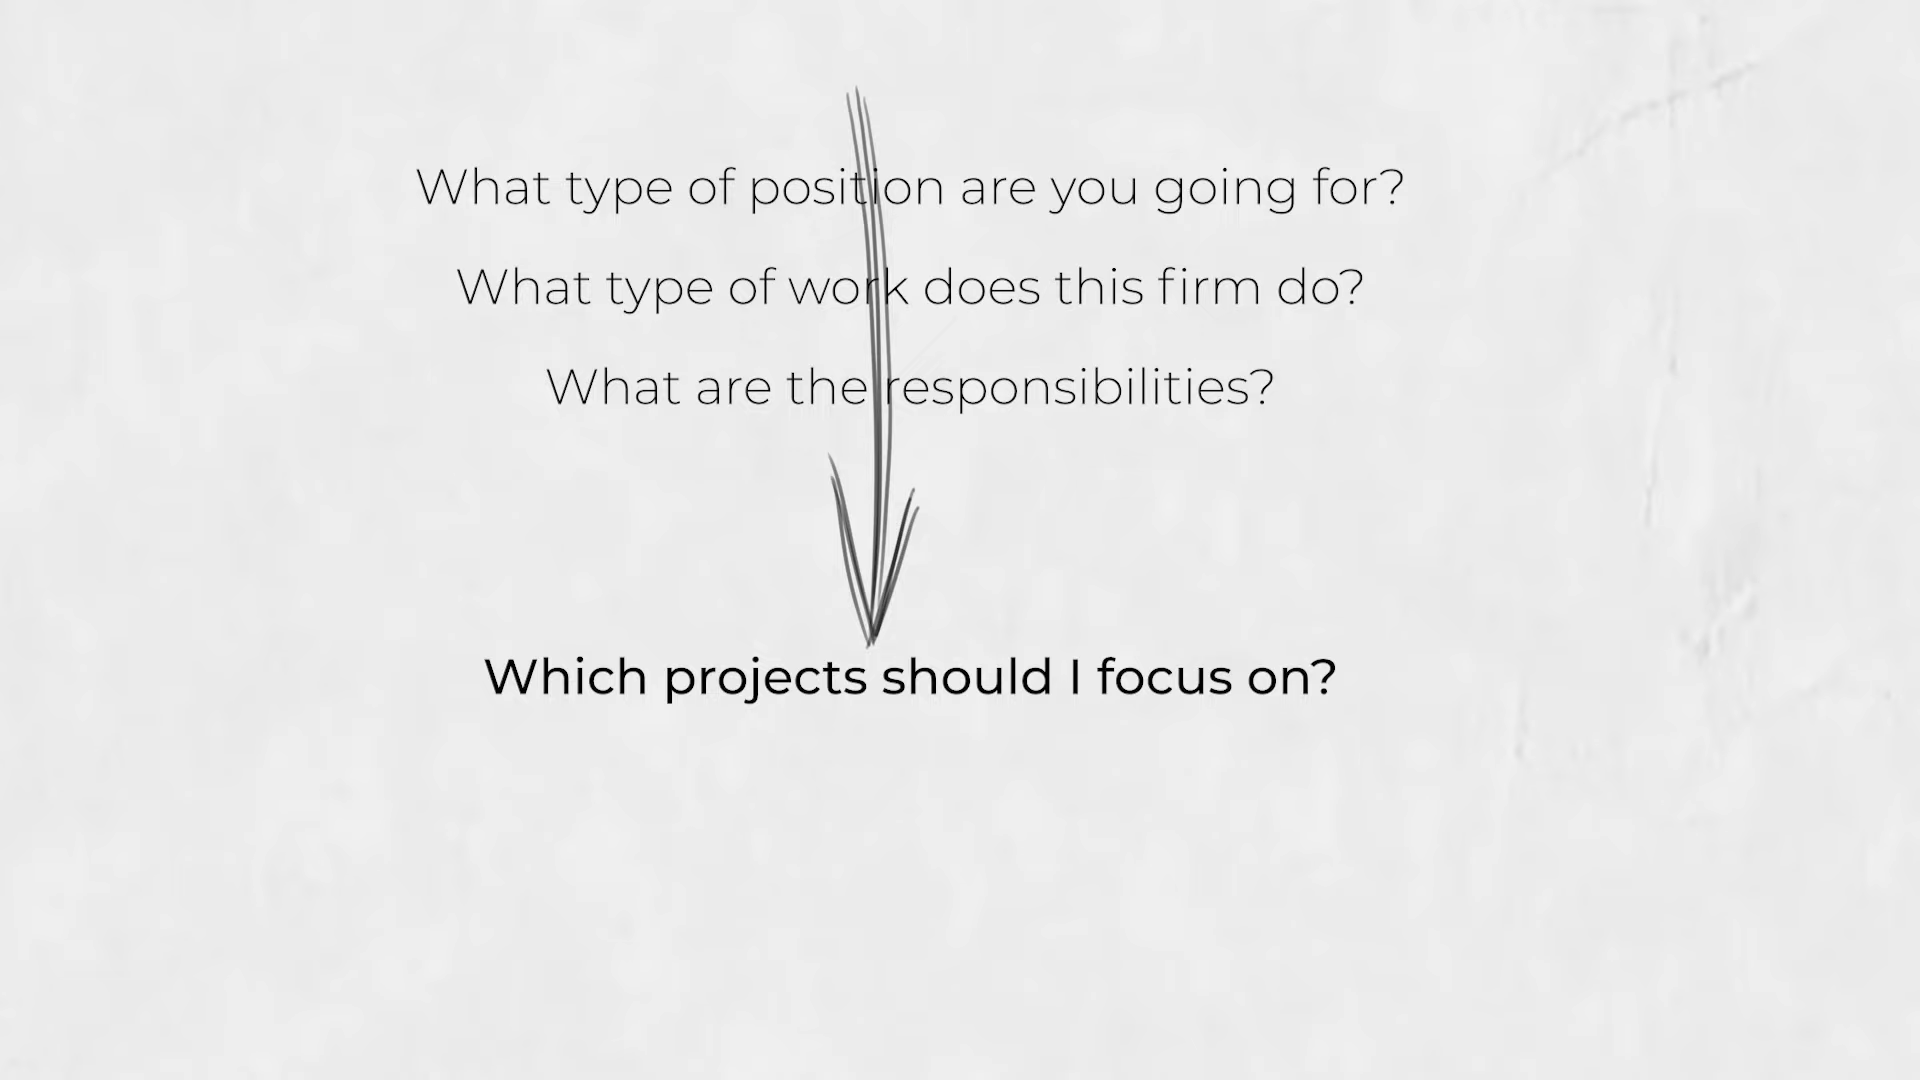 What type of position are you going for?
What type of work does this firm do?
What are the responsibilities?
Which projects should I focus on?